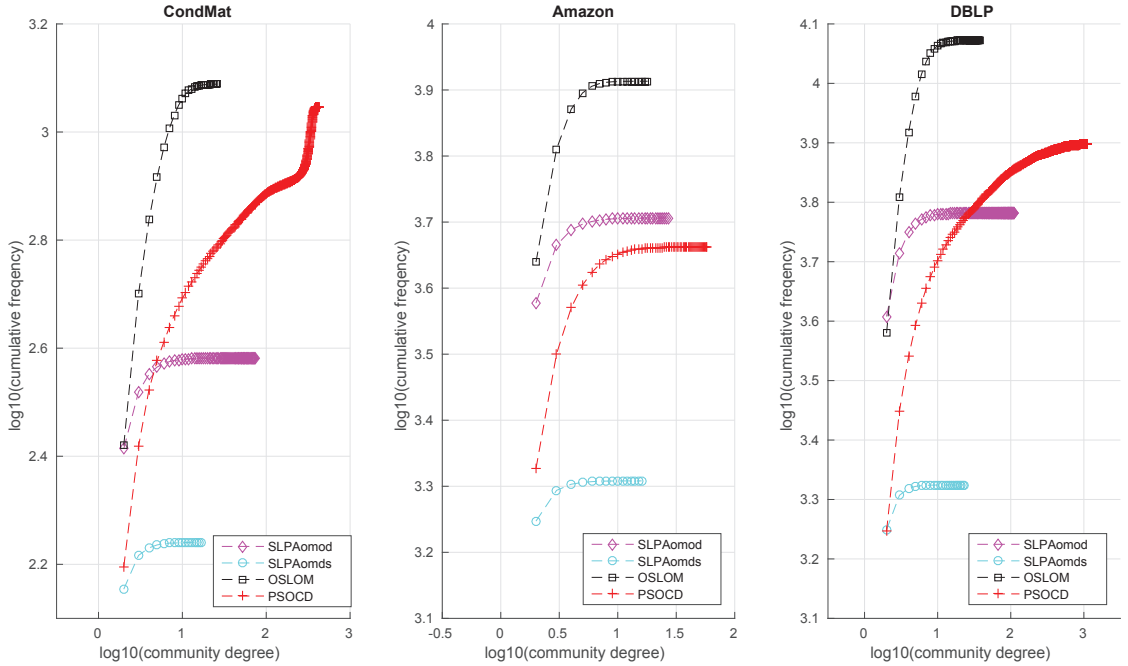 CondMat
log10(cumulative freqency)
3.2
3
2.8
2.6
2.4
2.2
0
1
2
3
log10(community degree)
SLPAomod
SLPAomds
OSLOM
PSOCD
Amazon
log10(cumulative freqency)
4
3.9
3.8
3.7
3.6
3.5
3.4
3.3
3.2
3.1
-0.5
0
0.5
1
1.5
2
log10(community degree)
SLPAomod
SLPAomds
OSLOM
PSOCD
DBLP
log10(cumulative freqency)
4.1
4
3.9
3.8
3.7
3.6
3.5
3.4
3.3
3.2
3.1
0
1
2
3
log10(community degree)
SLPAomod
SLPAomds
OSLOM
PSOCD